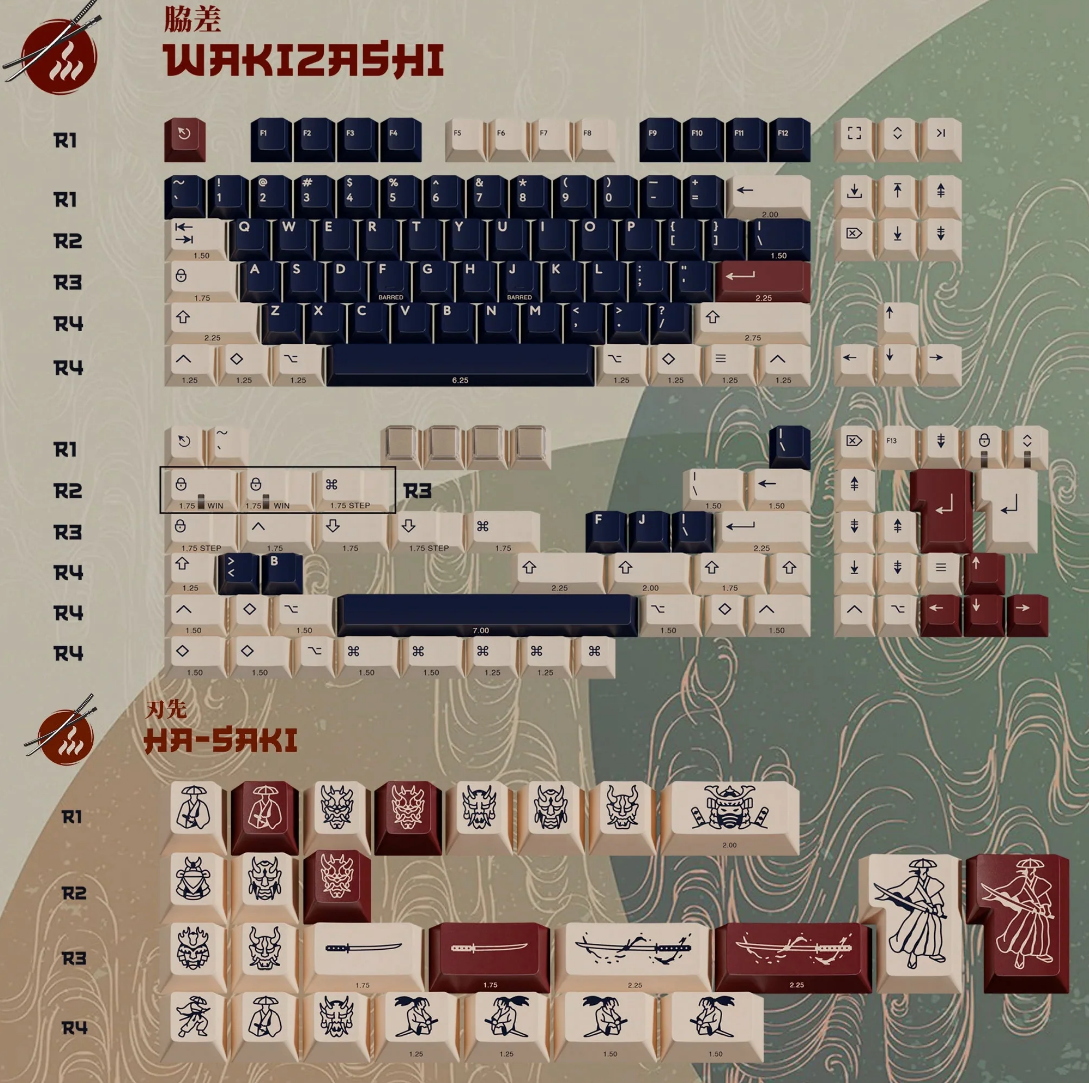 脇差
WAKIZASHI
R1 F1 F2 F3 F4 F5 F6 F7 F8 F9 F10 F11 F12
R1 ~ ` ! 1 @ 2 # 3 $ 4 % 5 ^ 6 & 7 * 8 ( 9 ) 0 — - + = ← 2.00
R2 1.50 Q W E R T Y U I O P { [ } ] | \ 1.50
R3 1.75 A S D F BARRED G H J BARRED K L : ; " ' 2.25
R4 2.25 Z X C V B N M < , > . ? / 2.75 ↑
R4 1.25 1.25 1.25 6.25 1.25 1.25 1.25 1.25 ← ↓ →
R1 ~ ` | \ F13
R2 1.75 WIN 1.75 WIN ⌘ 1.75 STEP R3 | \ 1.50 ← 1.50
R3 1.75 STEP 1.75 1.75 1.75 STEP ⌘ 1.75 F J | \ 2.25
R4 1.25 > < B 2.25 2.00 1.75 ↑
R4 1.50 1.50 7.00 1.50 1.50 ← ↓ →
R4 1.50 1.50 ⌘ 1.50 ⌘ 1.50 ⌘ 1.25 ⌘ 1.25 ⌘
刃先
HA-SAKI
R1 2.00
R2
R3 1.75 1.75 2.25 2.25
R4 1.25 1.25 1.50 1.50